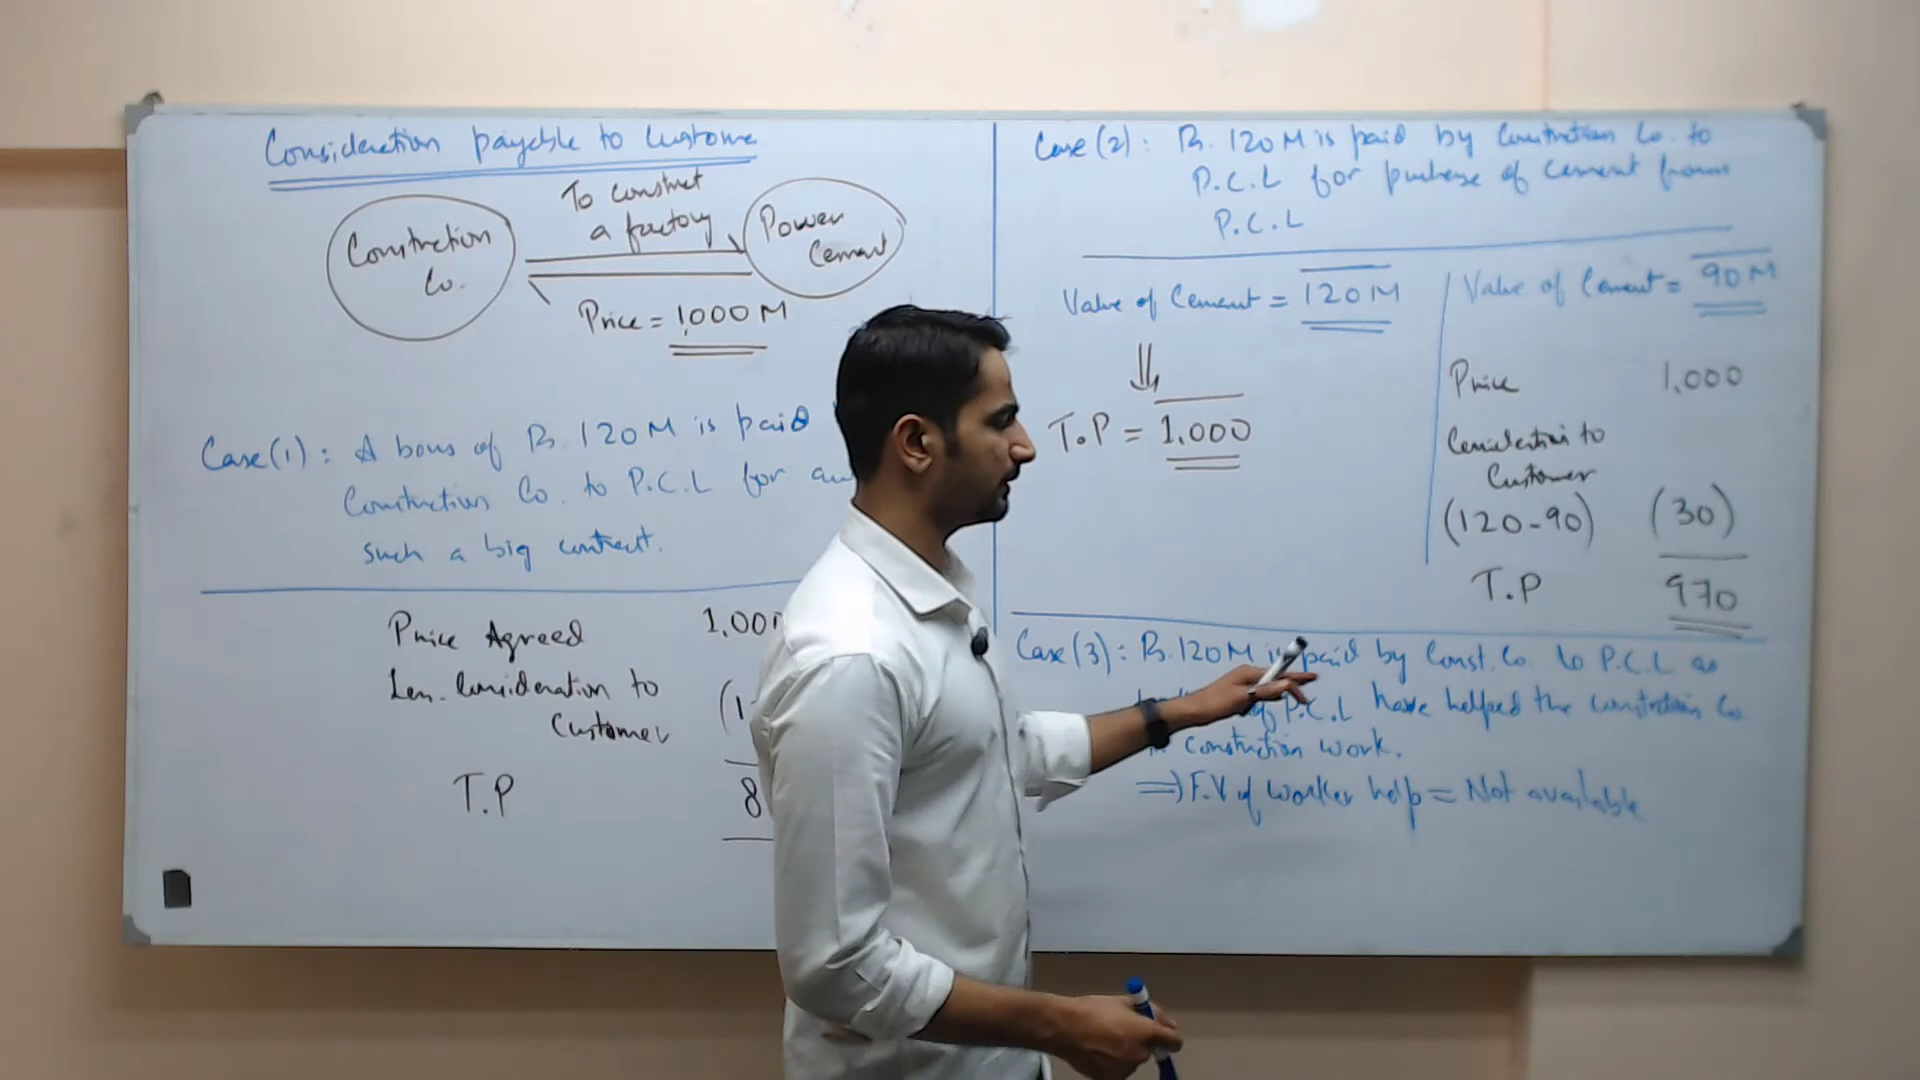 Consideration payable to Custome
To construct
a factory
Construction
Co.
Power
Cement
Price = 1,000 M
Case (1): A bous of Rs. 120 M is paid
Construction Co. to P.C.L for
such a big contract.
Price Agreed 1,00
Less. Consideration to
Customer
T.P 8
Case (2): Rs. 120 M is paid by Construction Co. to
P.C.L for purchase of cement from
P.C.L
Value of Cement = 120 M
T.P = 1,000
Value of Cement = 90 M
Price 1,000
Consideration to
Customer
(120-90) (30)
T.P 970
Case (3): Rs. 120 M is paid by Const. Co. to P.C.L as
of P.C.L have helped the construction Co
construction work.
⇒ F.V of worker help = Not available